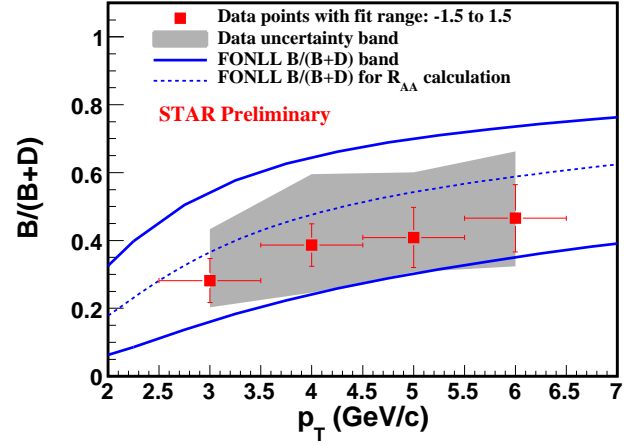 Data points with fit range: -1.5 to 1.5
Data uncertainty band
FONLL B/(B+D) band
FONLL B/(B+D) for R_AA calculation
STAR Preliminary
B/(B+D)
1
0.8
0.6
0.4
0.2
0
2 2.5 3 3.5 4 4.5 5 5.5 6 6.5 7
p_T (GeV/c)